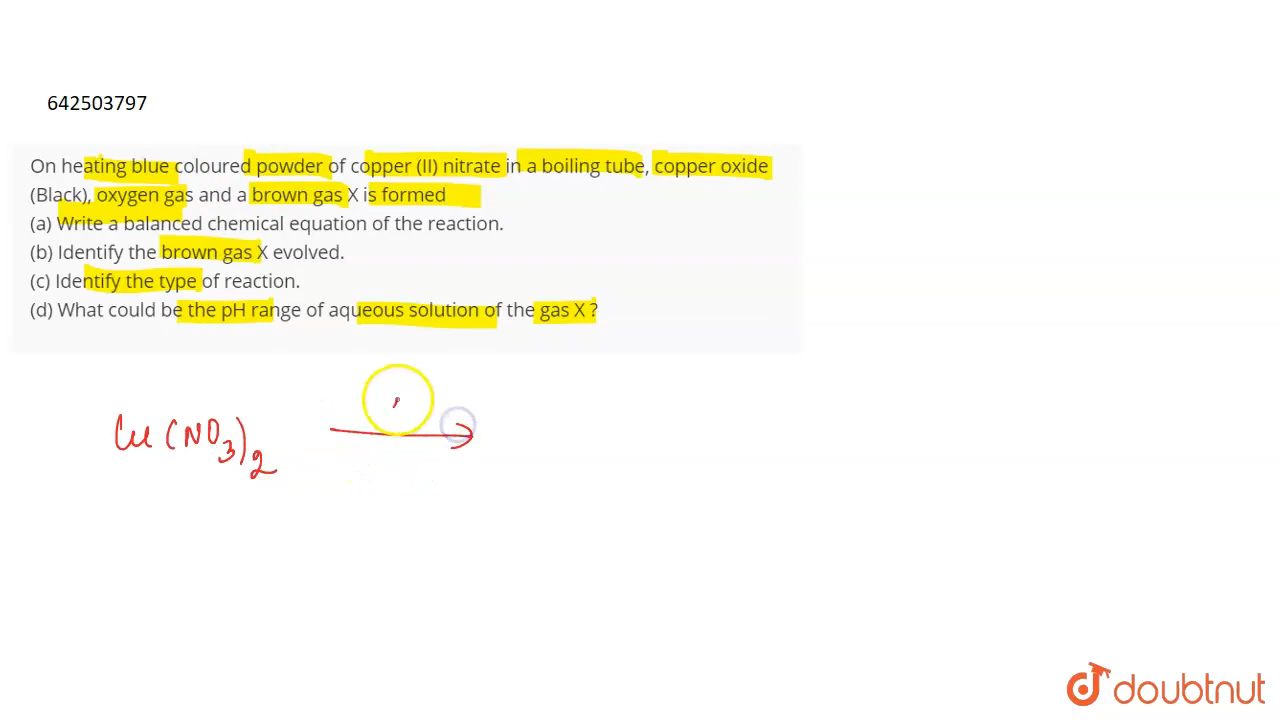 642503797
On heating blue coloured powder of copper (II) nitrate in a boiling tube, copper oxide
(Black), oxygen gas and a brown gas X is formed
(a) Write a balanced chemical equation of the reaction.
(b) Identify the brown gas X evolved.
(c) Identify the type of reaction.
(d) What could be the pH range of aqueous solution of the gas X ?
Cu (NO3)2
doubtnut